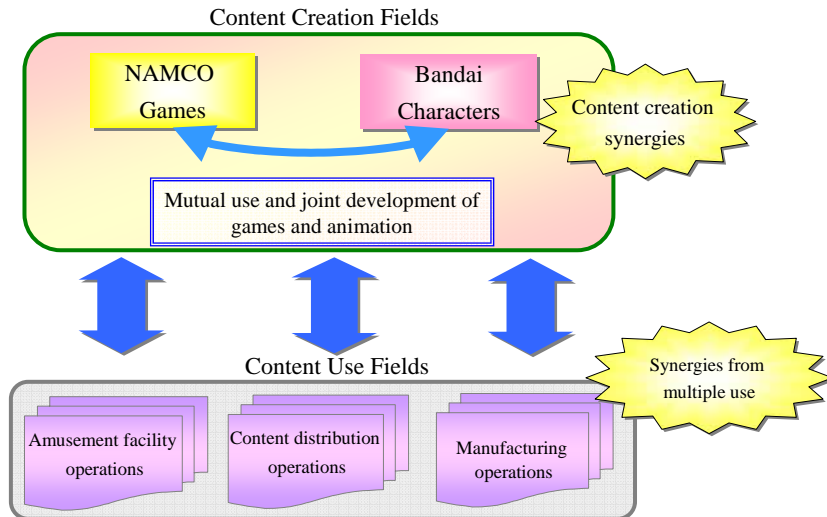 Content Creation Fields
NAMCO
Games
Bandai
Characters
Content creation
synergies
Mutual use and joint development of
games and animation
Content Use Fields
Synergies from
multiple use
Amusement facility
operations
Content distribution
operations
Manufacturing
operations